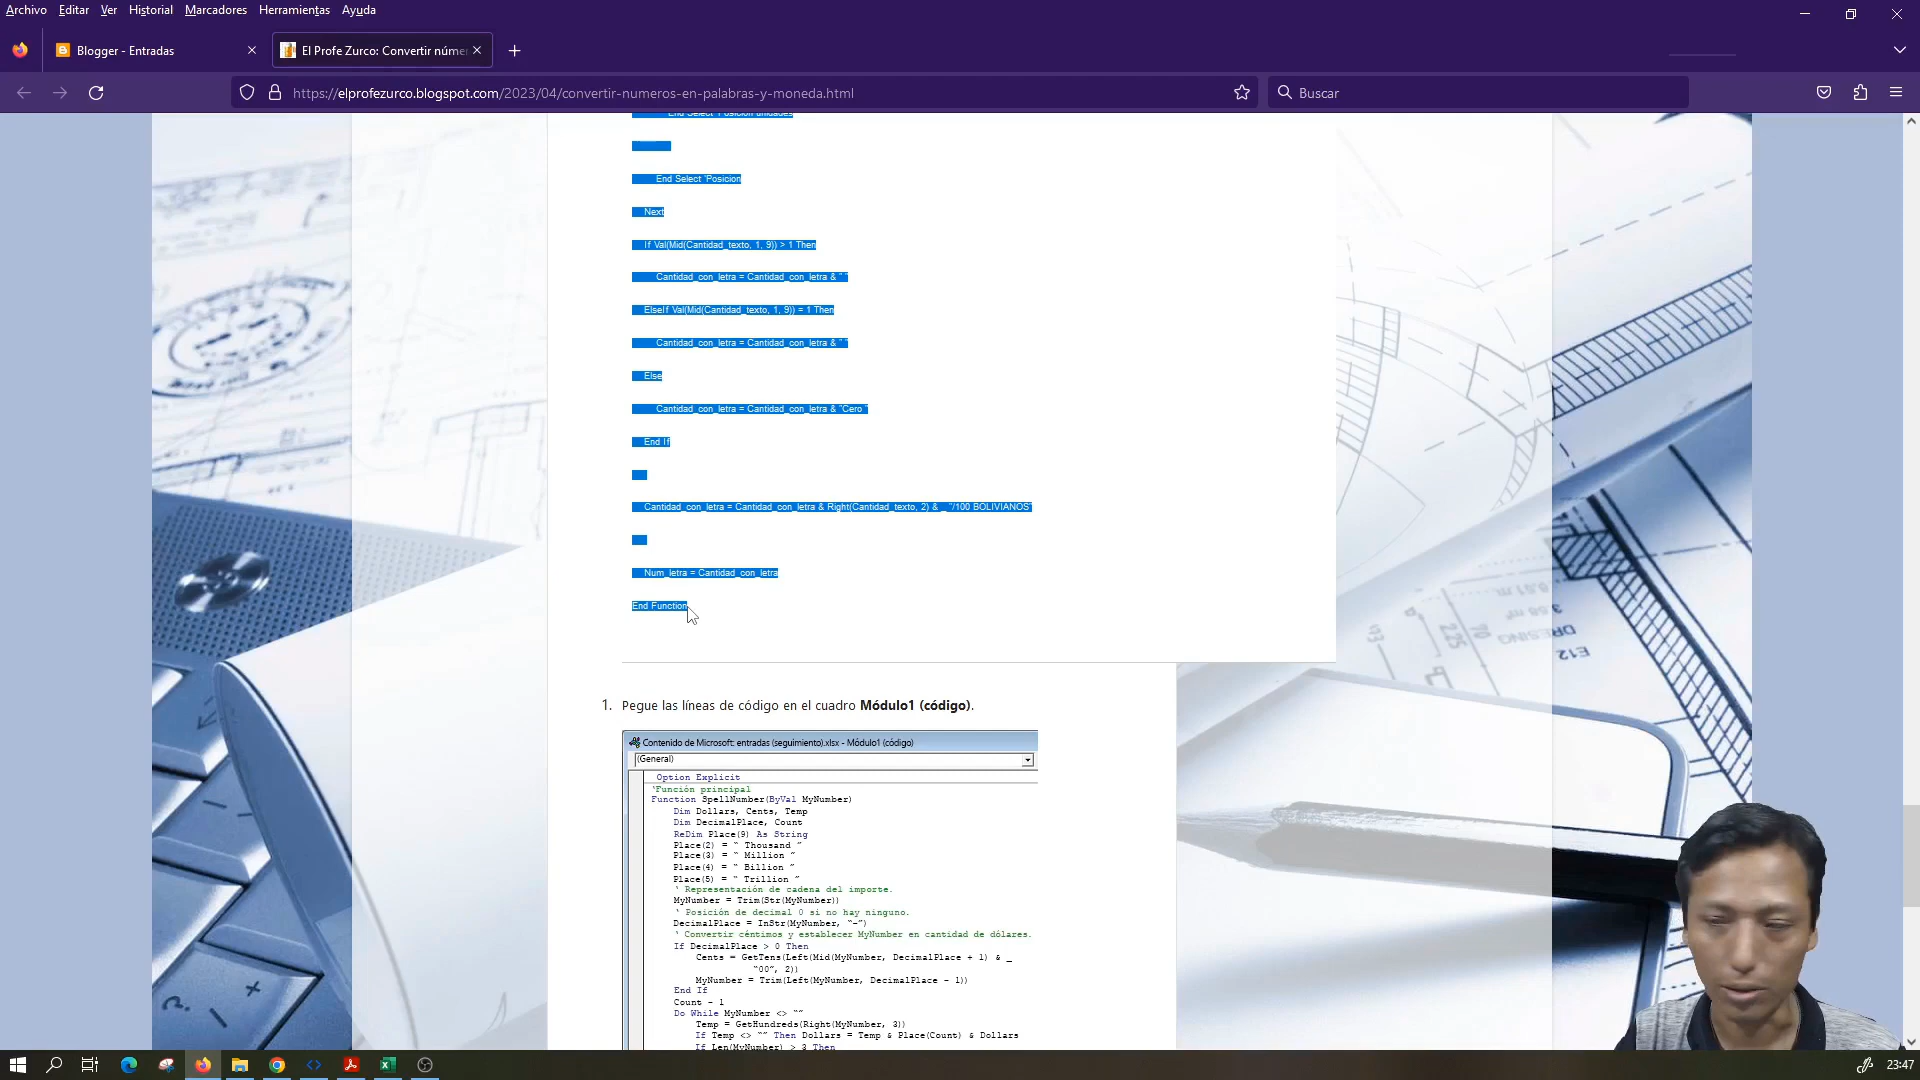 Archivo Editar Ver Historial Marcadores Herramientas Ayuda
Blogger - Entradas
El Profe Zurco: Convertir núme
https://elprofezurco.blogspot.com/2023/04/convertir-numeros-en-palabras-y-moneda.html
Buscar
End Select 'Posicion unidades
End Select 'Posicion
Next
If Val(Mid(Cantidad_texto, 1, 9)) > 1 Then
Cantidad_con_letra = Cantidad_con_letra & " "
ElseIf Val(Mid(Cantidad_texto, 1, 9)) = 1 Then
Cantidad_con_letra = Cantidad_con_letra & " "
Else
Cantidad_con_letra = Cantidad_con_letra & "Cero "
End If
Cantidad_con_letra = Cantidad_con_letra & Right(Cantidad_texto, 2) & _ "/100 BOLIVIANOS"
Num_letra = Cantidad_con_letra
End Function
1. Pegue las líneas de código en el cuadro Módulo1 (código).
Contenido de Microsoft: entradas (seguimiento).xlsx - Módulo1 (código)
(General)
Option Explicit
'Función principal
Function SpellNumber(ByVal MyNumber)
Dim Dollars, Cents, Temp
Dim DecimalPlace, Count
ReDim Place(9) As String
Place(2) = “ Thousand ”
Place(3) = “ Million ”
Place(4) = “ Billion ”
Place(5) = “ Trillion ”
‘ Representación de cadena del importe.
MyNumber = Trim(Str(MyNumber))
‘ Posición de decimal 0 si no hay ninguno.
DecimalPlace = InStr(MyNumber, “-”)
‘ Convertir céntimos y establecer MyNumber en cantidad de dólares.
If DecimalPlace > 0 Then
Cents = GetTens(Left(Mid(MyNumber, DecimalPlace + 1) & _
“00”, 2))
MyNumber = Trim(Left(MyNumber, DecimalPlace - 1))
End If
Count - 1
Do While MyNumber <> “”
Temp = GetHundreds(Right(MyNumber, 3))
If Temp <> “” Then Dollars = Temp & Place(Count) & Dollars
If Len(MyNumber) > 3 Then
23:47